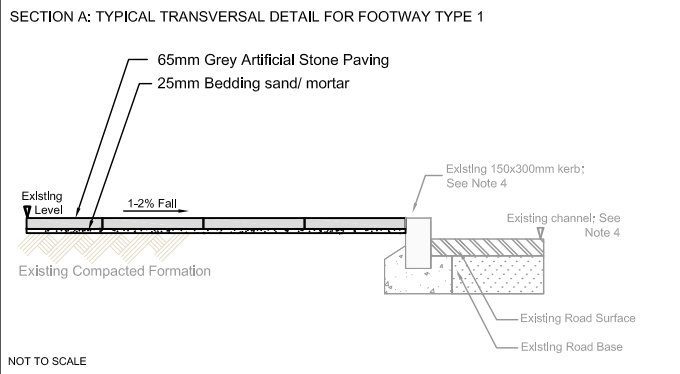 SECTION A: TYPICAL TRANSVERSAL DETAIL FOR FOOTWAY TYPE 1
65mm Grey Artificial Stone Paving
25mm Bedding sand/ mortar
Existing 150x300mm kerb;
See Note 4
Existing
Level
1-2% Fall
Existing channel; See
Note 4
Existing Compacted Formation
Existing Road Surface
Existing Road Base
NOT TO SCALE